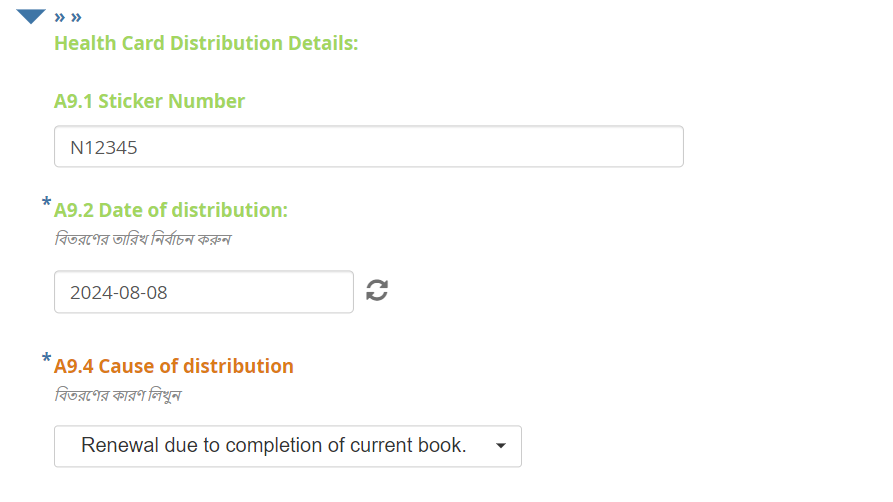 » »
Health Card Distribution Details:
A9.1 Sticker Number
N12345
* A9.2 Date of distribution:
বিতরণের তারিখ নির্বাচন করুন
2024-08-08
* A9.4 Cause of distribution
বিতরণের কারণ লিখুন
Renewal due to completion of current book.